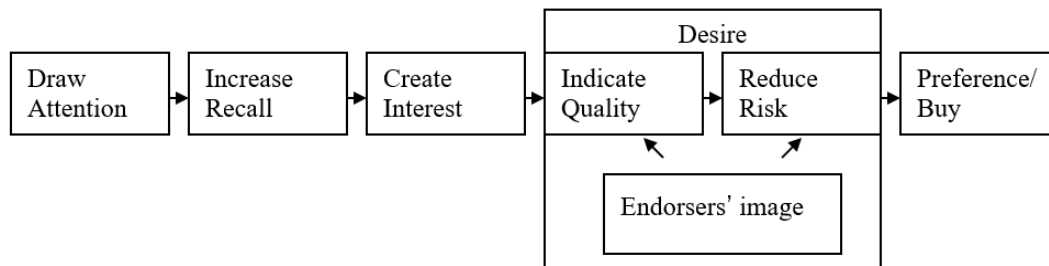 Desire
Draw
Attention
Increase
Recall
Create
Interest
Indicate
Quality
Reduce
Risk
Preference/
Buy
Endorsers’ image